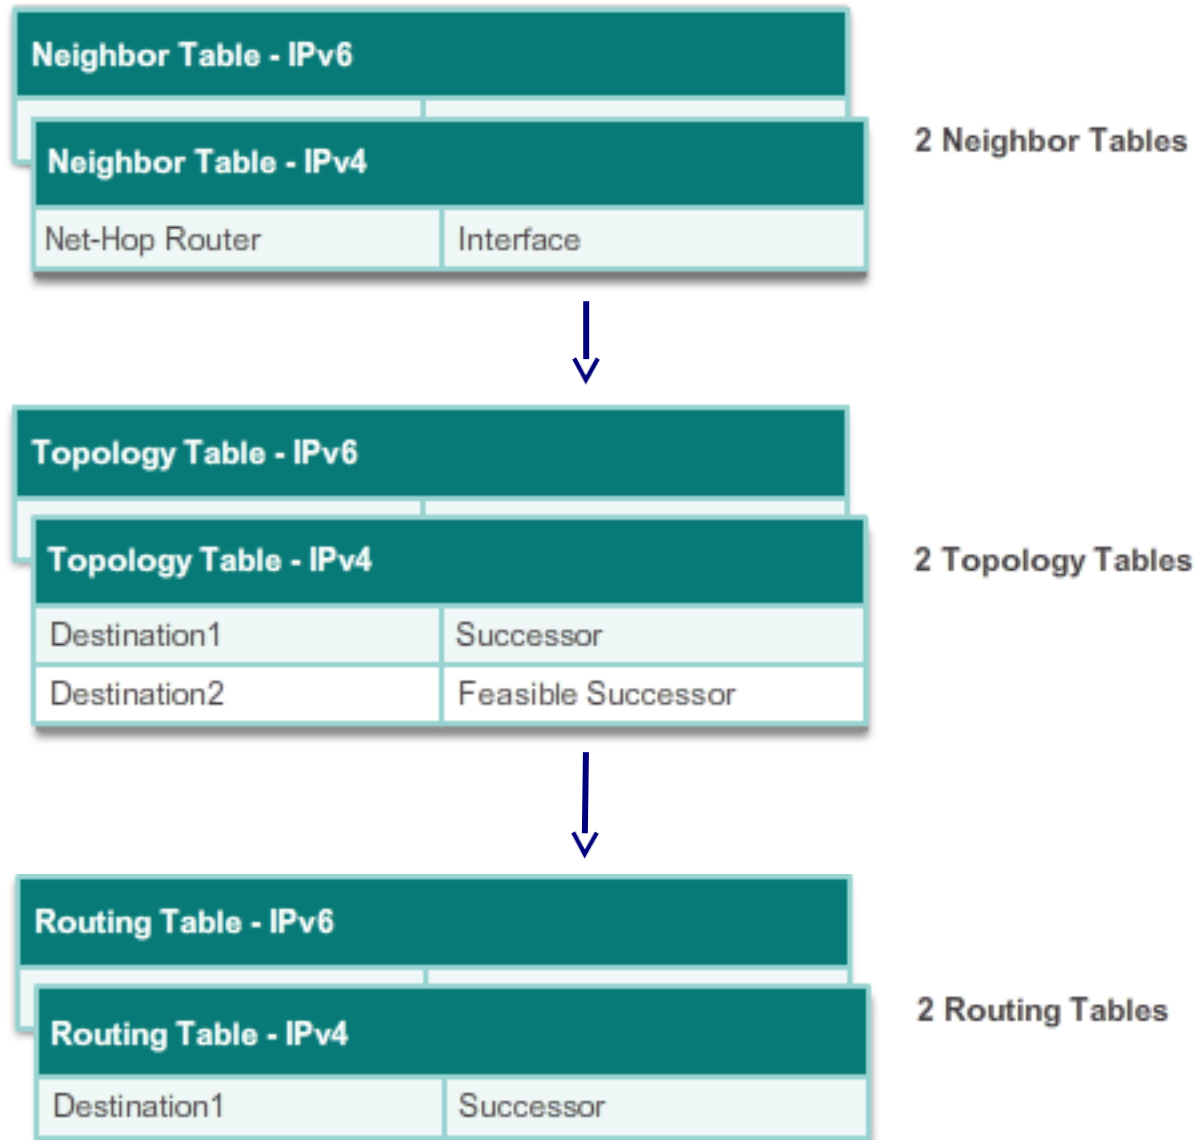 Neighbor Table - IPv6
Neighbor Table - IPv4
Net-Hop Router Interface
2 Neighbor Tables
Topology Table - IPv6
Topology Table - IPv4
Destination1 Successor
Destination2 Feasible Successor
2 Topology Tables
Routing Table - IPv6
Routing Table - IPv4
Destination1 Successor
2 Routing Tables